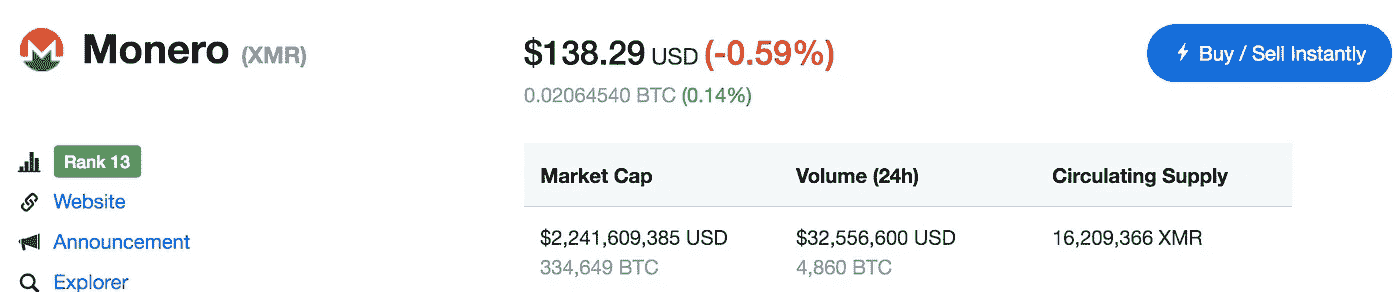 Monero (XMR)
$138.29 USD (-0.59%)
0.02064540 BTC (0.14%)
Buy / Sell Instantly
Rank 13
Website
Announcement
Explorer
Market Cap Volume (24h) Circulating Supply
$2,241,609,385 USD $32,556,600 USD 16,209,366 XMR
334,649 BTC 4,860 BTC